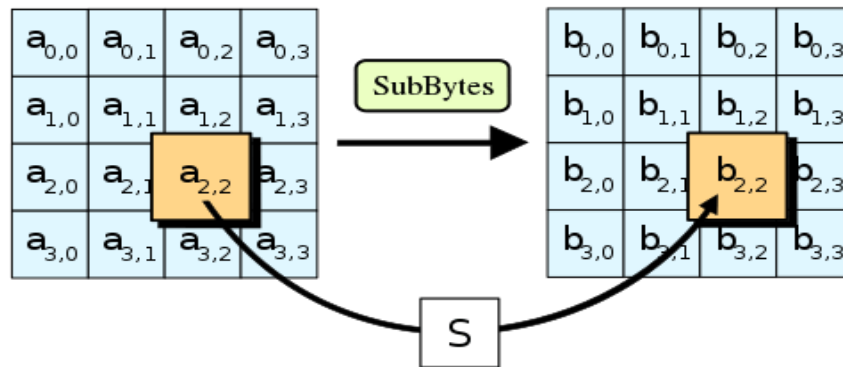 a0,0 a0,1 a0,2 a0,3 b0,0 b0,1 b0,2 b0,3
SubBytes
a1,0 a1,1 a1,2 a1,3 b1,0 b1,1 b1,2 b1,3
a2,0 a2,1 a2,2 a2,3 b2,0 b2,1 b2,2 b2,3
a3,0 a3,1 a3,2 a3,3 b3,0 b3,1 b3,2 b3,3
S